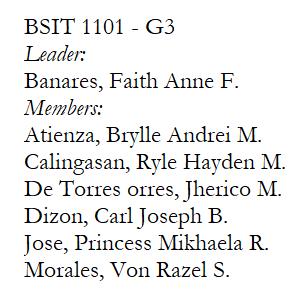 BSIT 1101 - G3
Leader:
Banares, Faith Anne F.
Members:
Atienza, Brylle Andrei M.
Calingasan, Ryle Hayden M.
De Torres orres, Jherico M.
Dizon, Carl Joseph B.
Jose, Princess Mikhaela R.
Morales, Von Razel S.